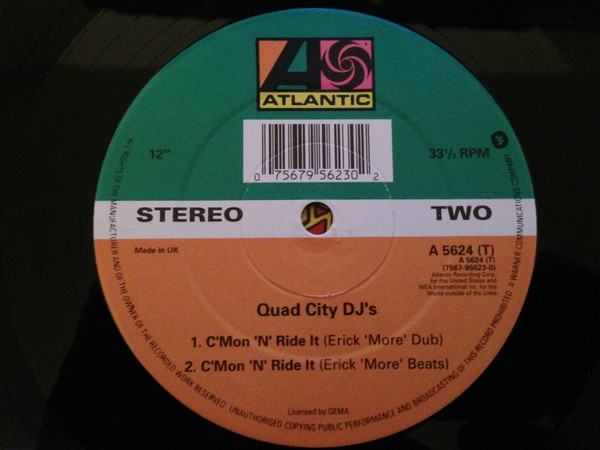 ATLANTIC
12"
33⅓ RPM
0 75679 56230 2
STEREO
TWO
Made in UK
A 5624 (T)
A 5624 (T)
(7567-95623-0)
Atlantic Recording Corp.
for the United States and
WEA International Inc. for the
World outside of the Unite
Quad City DJ's
1. C'Mon 'N' Ride It (Erick 'More' Dub)
2. C'Mon 'N' Ride It (Erick 'More' Beats)
Licensed by GEMA
ALL RIGHTS OF THE MANUFACTURER AND OF THE OWNER OF THE RECORDED WORK RESERVED. UNAUTHORISED COPYING PUBLIC PERFORMANCE AND BROADCASTING OF THIS RECORD PROHIBITED. A WARNER COMMUNICATIONS COMPANY.